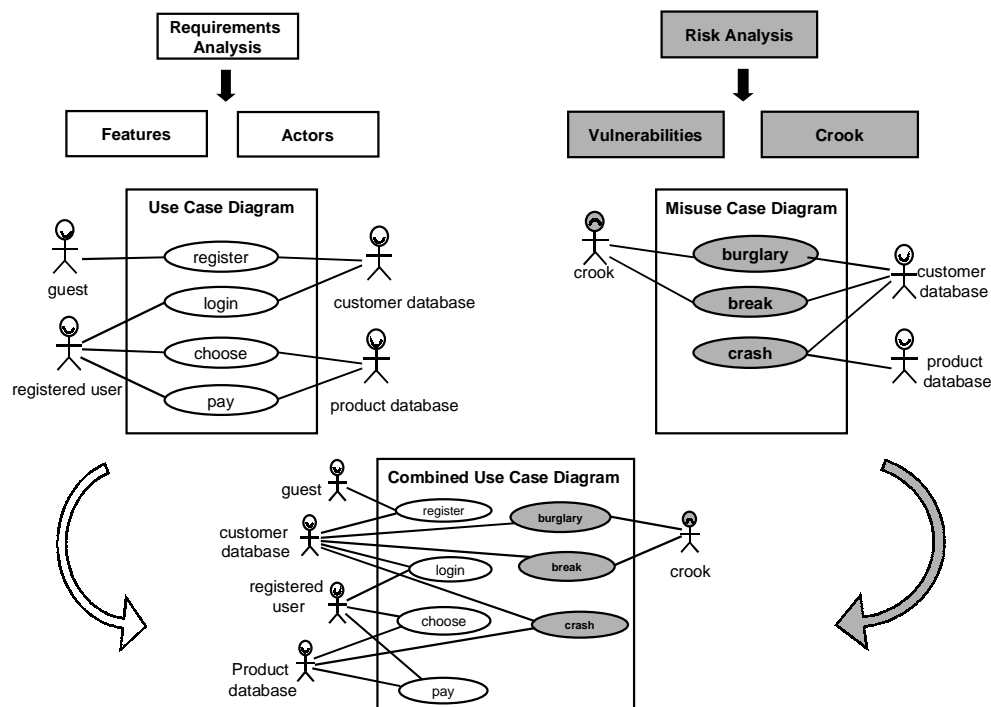 Requirements
Analysis
Risk Analysis
Features
Actors
Vulnerabilities
Crook
Use Case Diagram
guest
register
login
choose
pay
registered user
customer database
product database
Misuse Case Diagram
crook
burglary
break
crash
customer
database
product
database
Combined Use Case Diagram
guest
customer
database
registered
user
Product
database
register
login
choose
pay
burglary
break
crash
crook